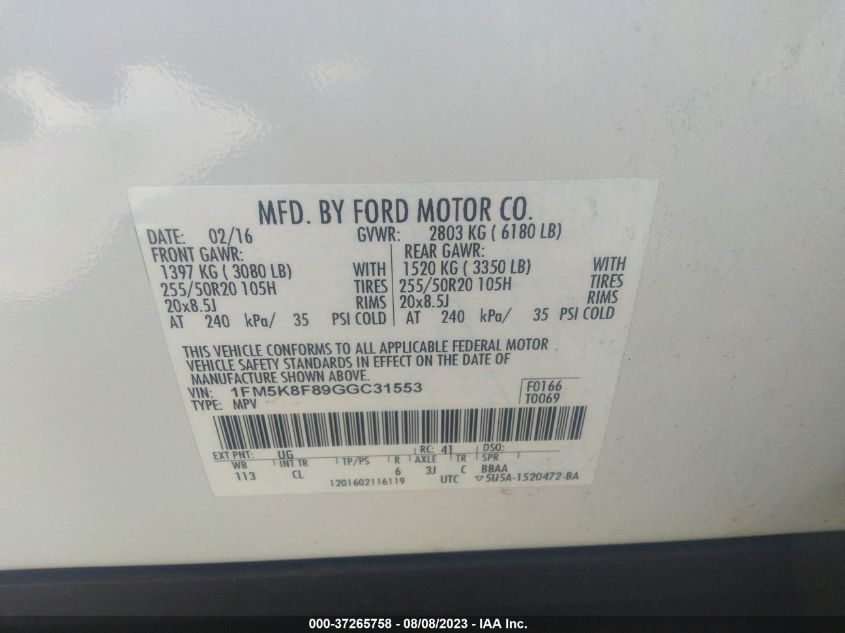 MFD. BY FORD MOTOR CO.
DATE: 02/16 GVWR: 2803 KG ( 6180 LB)
FRONT GAWR: REAR GAWR:
1397 KG ( 3080 LB) WITH 1520 KG ( 3350 LB) WITH
255/50R20 105H TIRES 255/50R20 105H TIRES
20x8.5J RIMS 20x8.5J RIMS
AT 240 kPa/ 35 PSI COLD AT 240 kPa/ 35 PSI COLD
THIS VEHICLE CONFORMS TO ALL APPLICABLE FEDERAL MOTOR
VEHICLE SAFETY STANDARDS IN EFFECT ON THE DATE OF
MANUFACTURE SHOWN ABOVE.
VIN: 1FM5K8F89GGC31553 F0166
TYPE: MPV T0069
EXT PNT: UG RC: 41 DSO:
WB INT TR TP/PS R AXLE TR SPR
113 CL 6 3J C BBAA
1201602116119 UTC ▽5U5A-1520472-BA
000-37265758 - 08/08/2023 - IAA Inc.